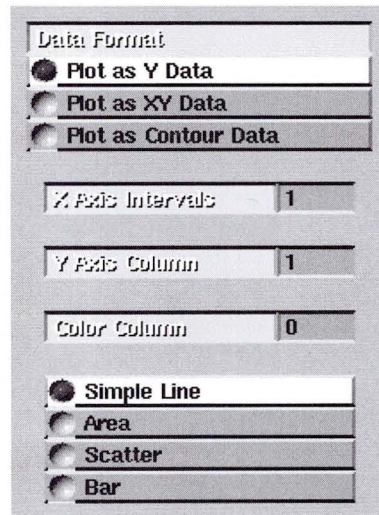 Data Format
Plot as Y Data
Plot as XY Data
Plot as Contour Data
X Axis Intervals 1
Y Axis Column 1
Color Column 0
Simple Line
Area
Scatter
Bar